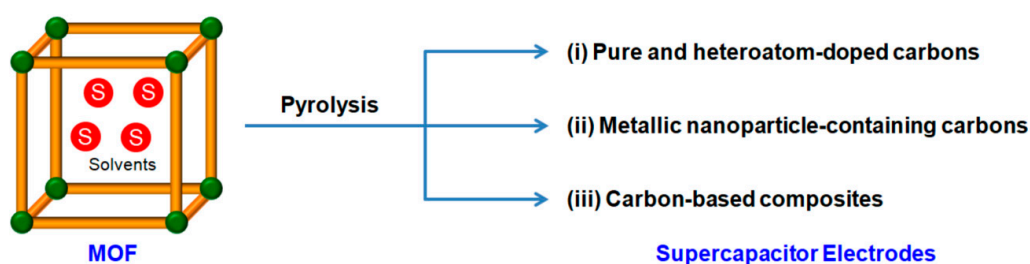 S S
S S
Solvents
MOF
Pyrolysis
(i) Pure and heteroatom-doped carbons
(ii) Metallic nanoparticle-containing carbons
(iii) Carbon-based composites
Supercapacitor Electrodes